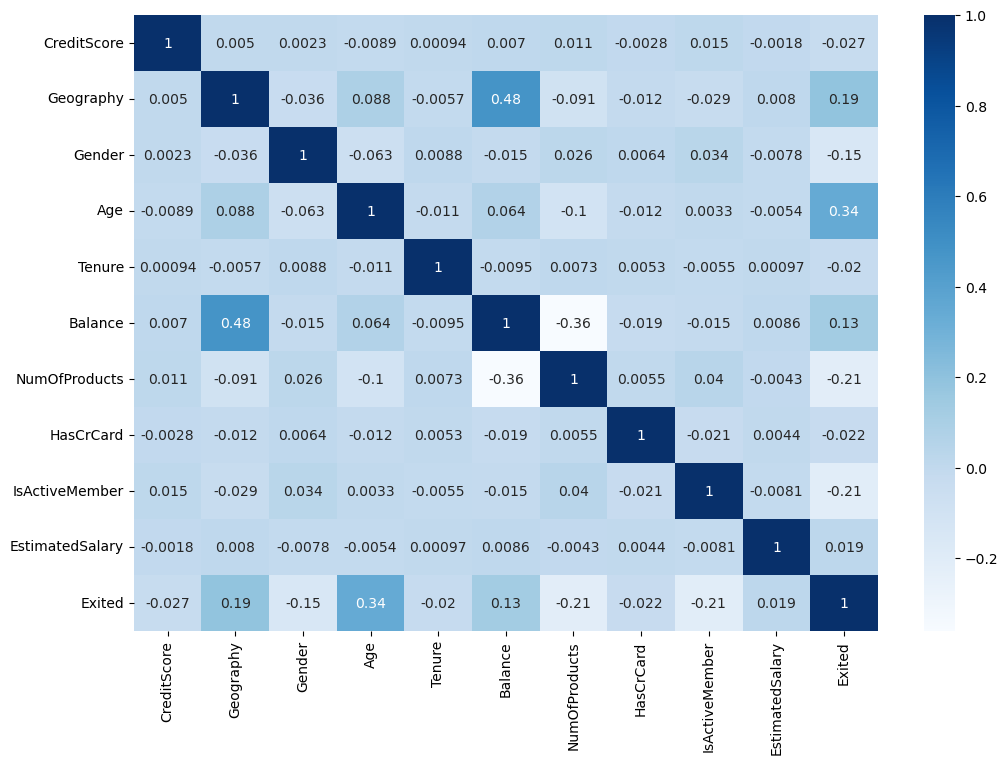 CreditScore 1 0.005 0.0023 -0.0089 0.00094 0.007 0.011 -0.0028 0.015 -0.0018 -0.027
Geography 0.005 1 -0.036 0.088 -0.0057 0.48 -0.091 -0.012 -0.029 0.008 0.19
Gender 0.0023 -0.036 1 -0.063 0.0088 -0.015 0.026 0.0064 0.034 -0.0078 -0.15
Age -0.0089 0.088 -0.063 1 -0.011 0.064 -0.1 -0.012 0.0033 -0.0054 0.34
Tenure 0.00094 -0.0057 0.0088 -0.011 1 -0.0095 0.0073 0.0053 -0.0055 0.00097 -0.02
Balance 0.007 0.48 -0.015 0.064 -0.0095 1 -0.36 -0.019 -0.015 0.0086 0.13
NumOfProducts 0.011 -0.091 0.026 -0.1 0.0073 -0.36 1 0.0055 0.04 -0.0043 -0.21
HasCrCard -0.0028 -0.012 0.0064 -0.012 0.0053 -0.019 0.0055 1 -0.021 0.0044 -0.022
IsActiveMember 0.015 -0.029 0.034 0.0033 -0.0055 -0.015 0.04 -0.021 1 -0.0081 -0.21
EstimatedSalary -0.0018 0.008 -0.0078 -0.0054 0.00097 0.0086 -0.0043 0.0044 -0.0081 1 0.019
Exited -0.027 0.19 -0.15 0.34 -0.02 0.13 -0.21 -0.022 -0.21 0.019 1
CreditScore
Geography
Gender
Age
Tenure
Balance
NumOfProducts
HasCrCard
IsActiveMember
EstimatedSalary
Exited
1.0
0.8
0.6
0.4
0.2
0.0
−0.2